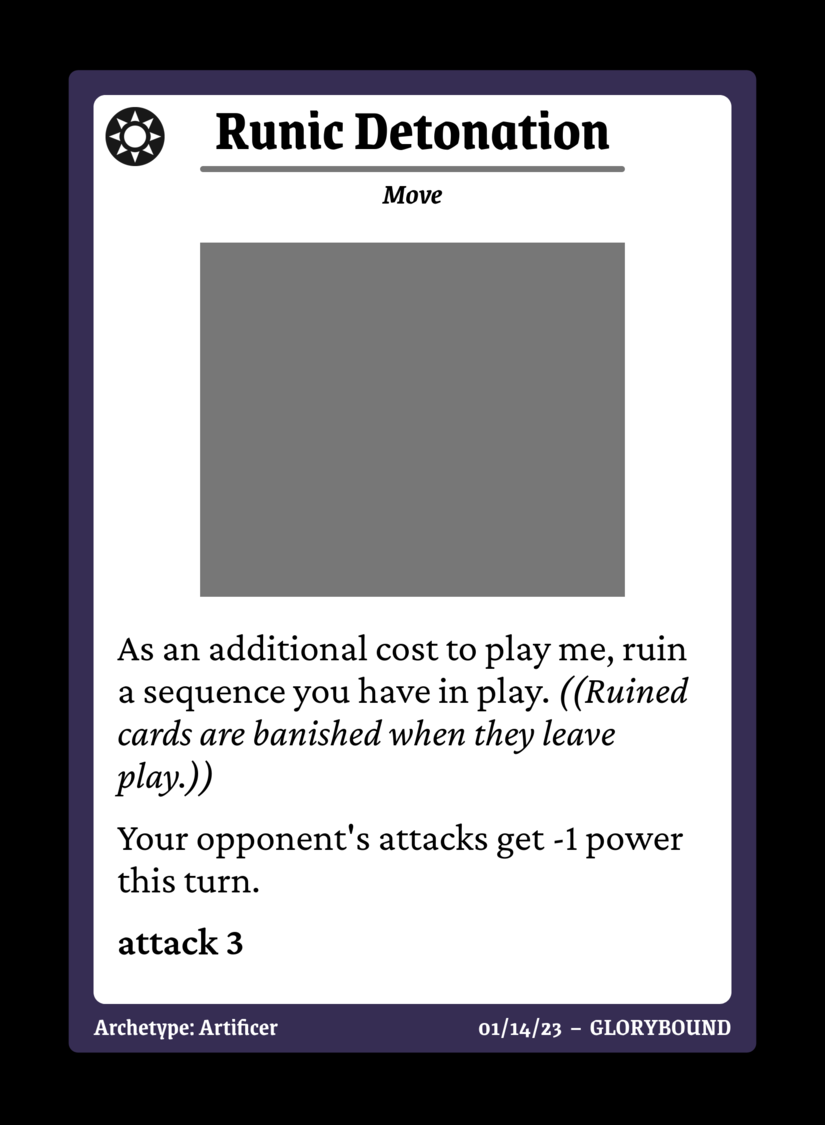 Runic Detonation
Move
As an additional cost to play me, ruin
a sequence you have in play. ((Ruined
cards are banished when they leave
play.))
Your opponent's attacks get -1 power
this turn.
attack 3
Archetype: Artificer
01/14/23 – GLORYBOUND